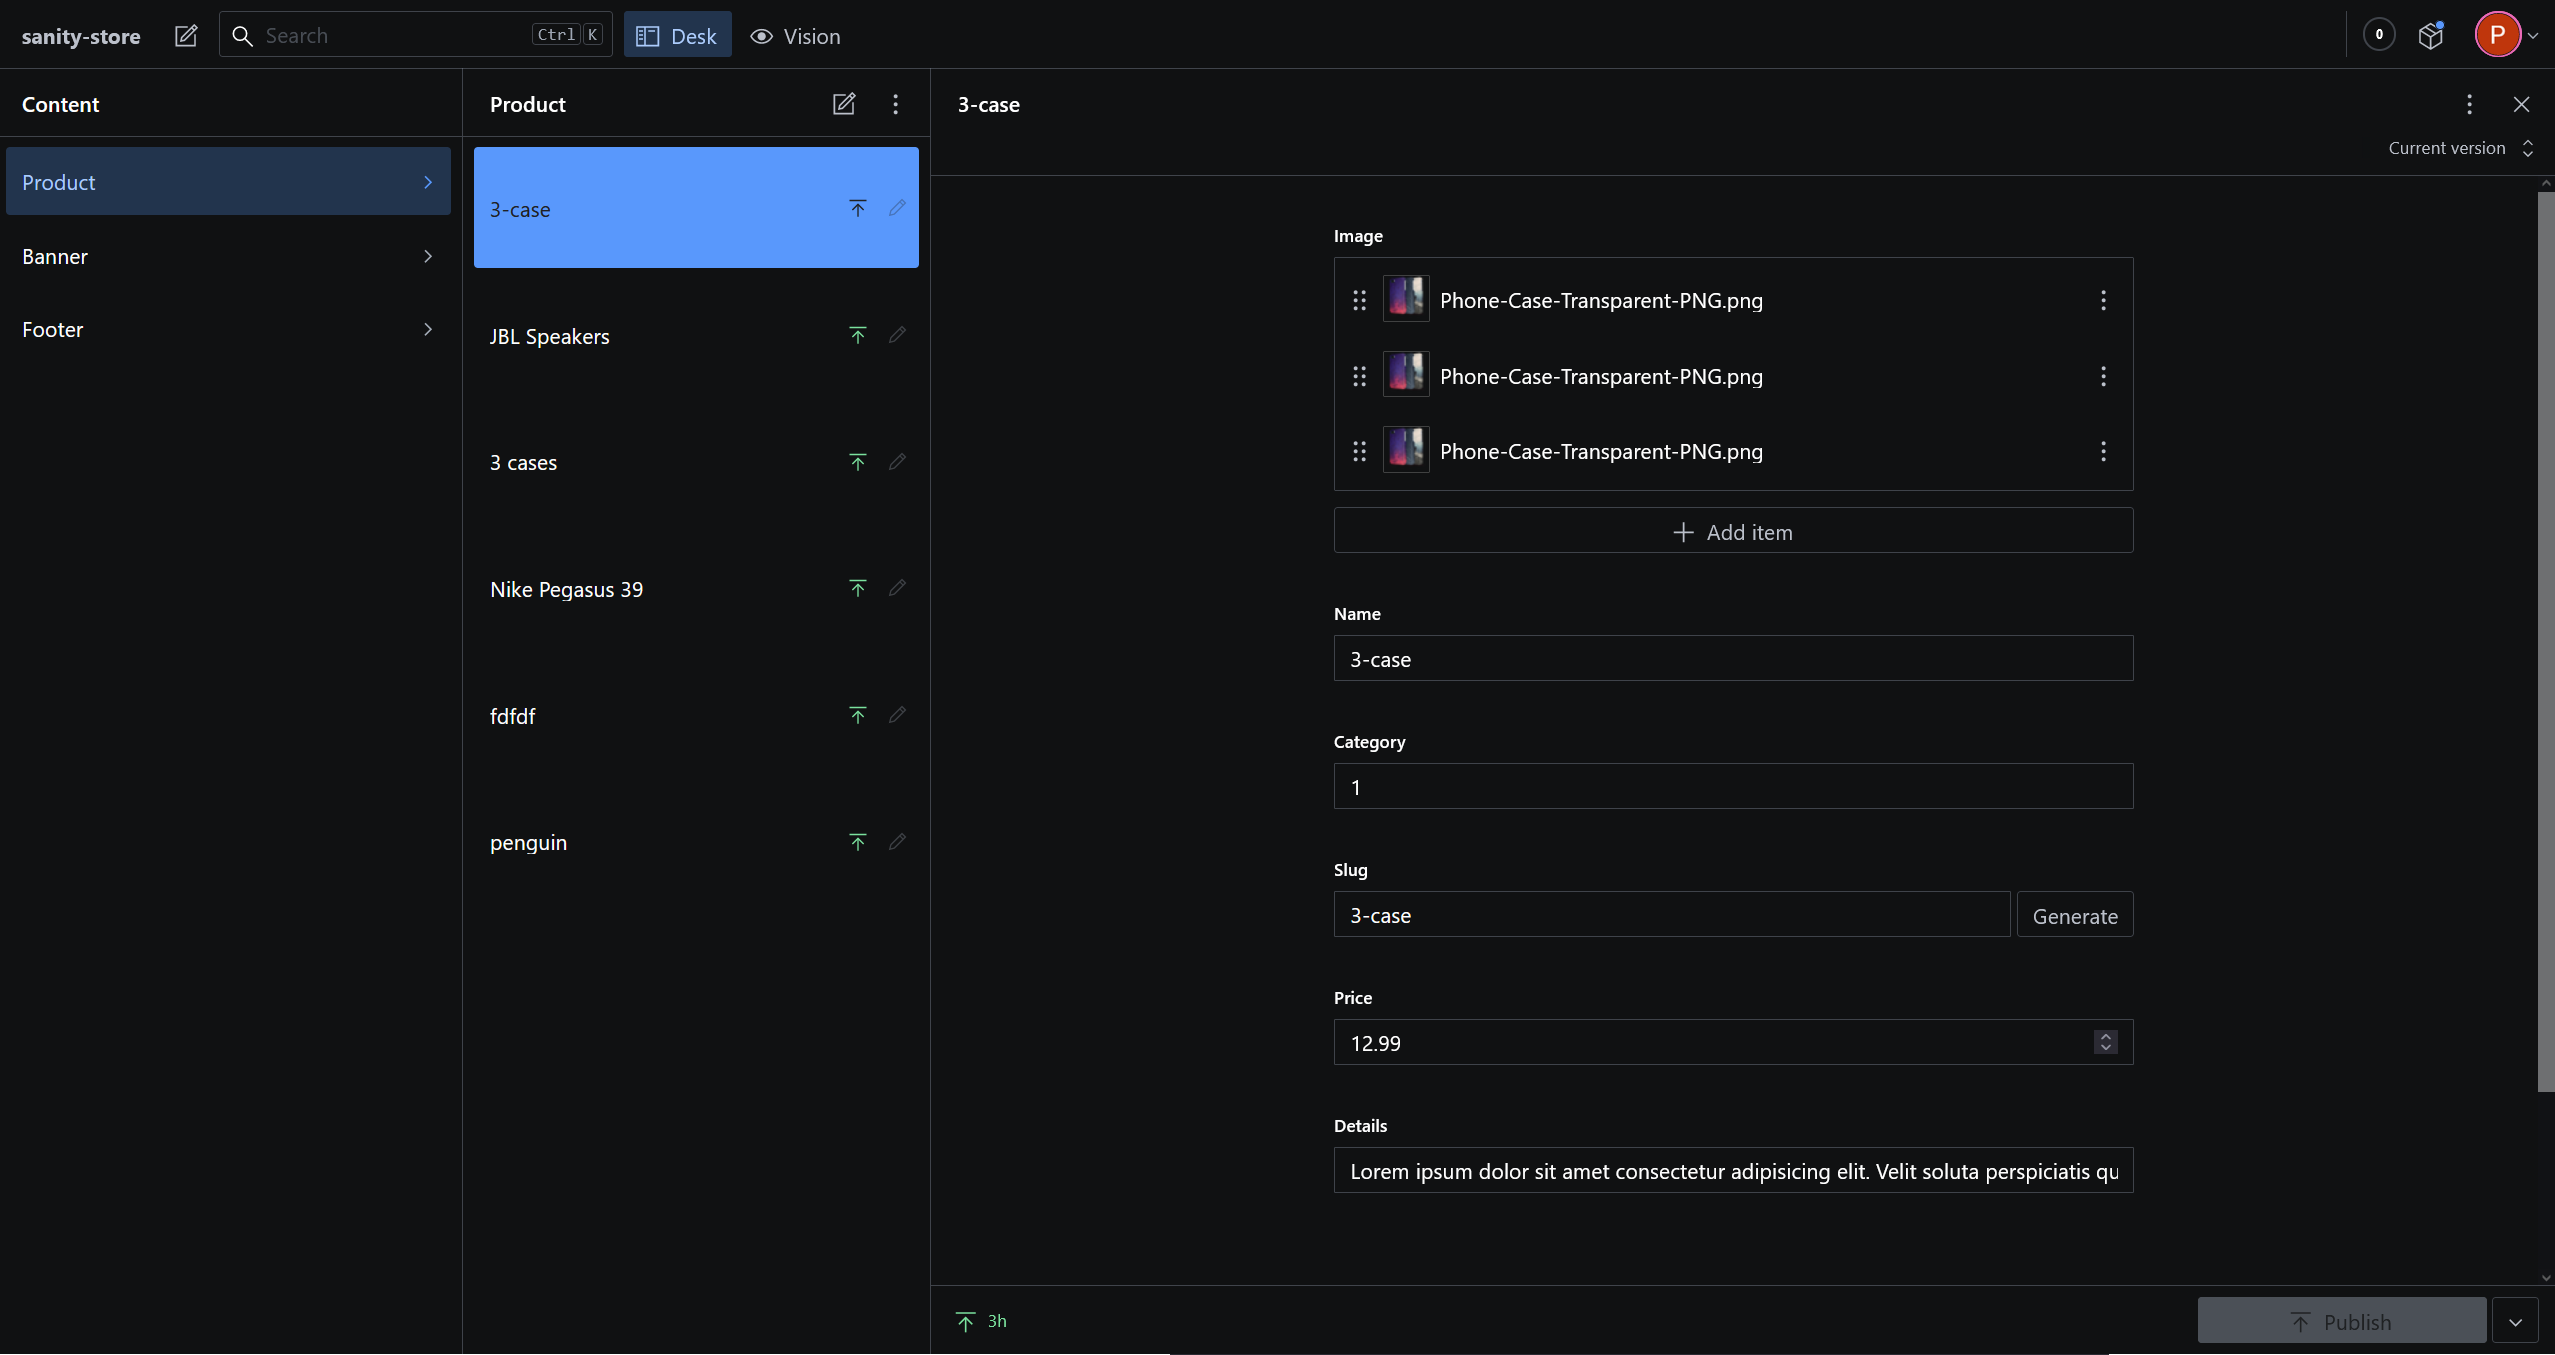 sanity-store
Search
Ctrl K
Desk
Vision
0
P
Content
Product
Banner
Footer
Product
3-case
JBL Speakers
3 cases
Nike Pegasus 39
fdfdf
penguin
3-case
Current version
Image
Phone-Case-Transparent-PNG.png
Phone-Case-Transparent-PNG.png
Phone-Case-Transparent-PNG.png
Add item
Name
3-case
Category
1
Slug
3-case
Generate
Price
12.99
Details
Lorem ipsum dolor sit amet consectetur adipisicing elit. Velit soluta perspiciatis qu
3h
Publish